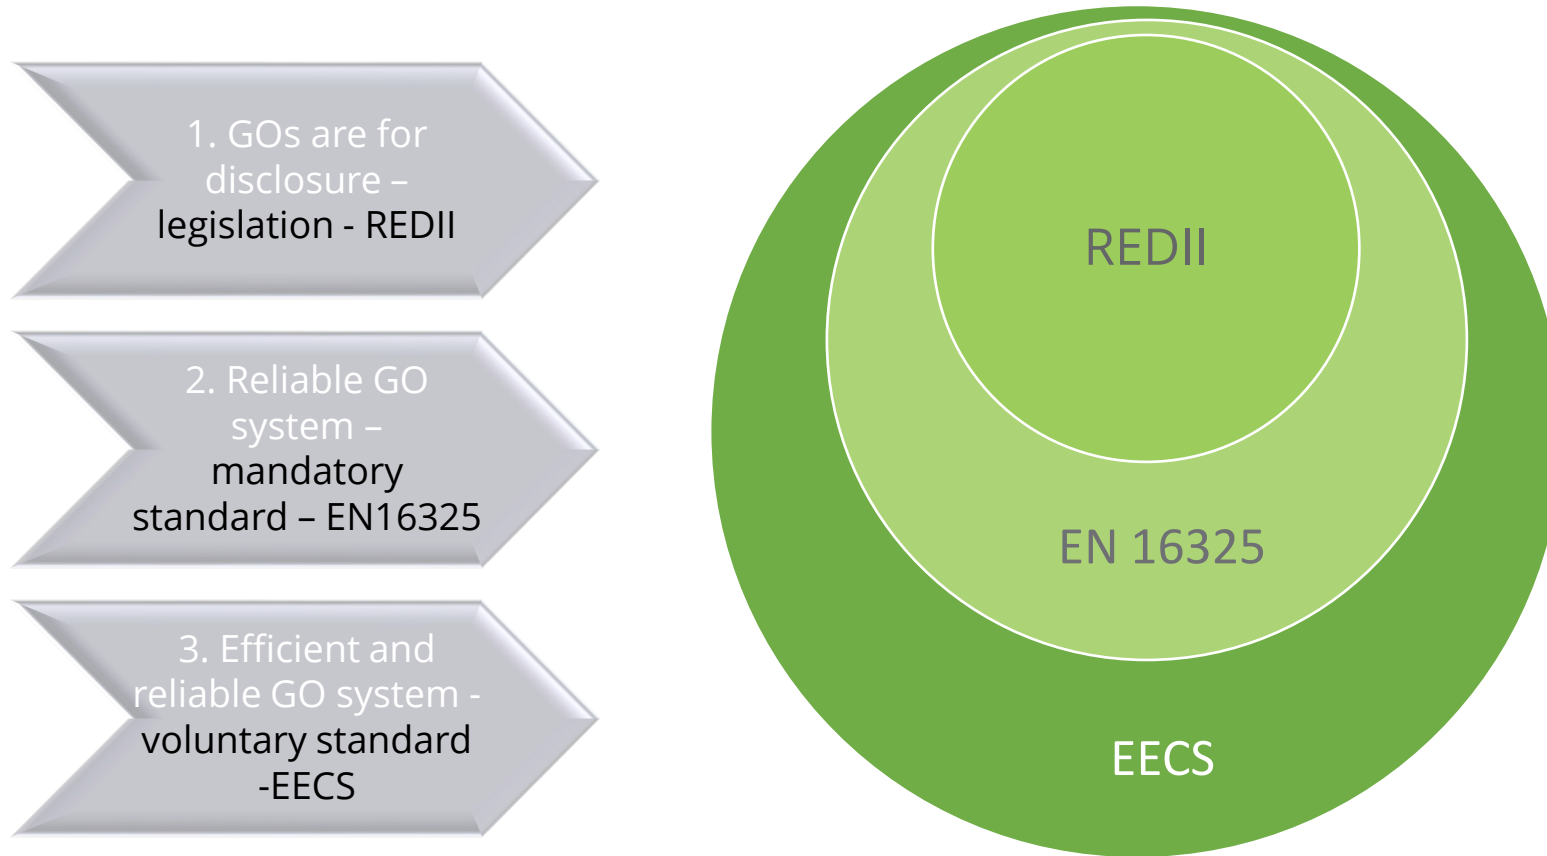 1. GOs are for
disclosure –
legislation - REDII
2. Reliable GO
system –
mandatory
standard – EN16325
3. Efficient and
reliable GO system -
voluntary standard
-EECS
REDII
EN 16325
EECS